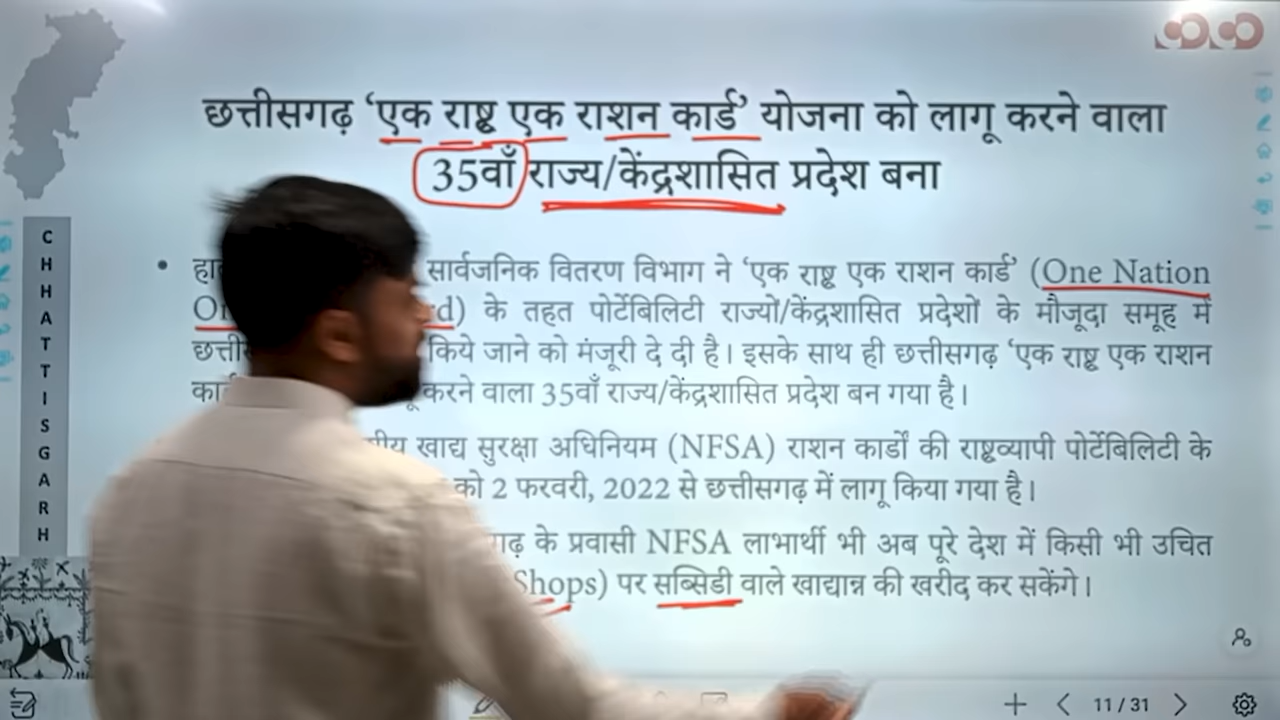 छत्तीसगढ़ ‘एक राष्ट्र एक राशन कार्ड’ योजना को लागू करने वाला
35वाँ राज्य/केंद्रशासित प्रदेश बना
CHHATTISGARH
सार्वजनिक वितरण विभाग ने ‘एक राष्ट्र एक राशन कार्ड’ (One Nation
के तहत पोर्टेबिलिटी राज्यों/केंद्रशासित प्रदेशों के मौजूदा समूह में
किये जाने को मंजूरी दे दी है। इसके साथ ही छत्तीसगढ़ ‘एक राष्ट्र एक राशन
करने वाला 35वाँ राज्य/केंद्रशासित प्रदेश बन गया है।
खाद्य सुरक्षा अधिनियम (NFSA) राशन कार्डों की राष्ट्रव्यापी पोर्टेबिलिटी के
को 2 फरवरी, 2022 से छत्तीसगढ़ में लागू किया गया है।
के प्रवासी NFSA लाभार्थी भी अब पूरे देश में किसी भी उचित
Shops) पर सब्सिडी वाले खाद्यान्न की खरीद कर सकेंगे।
11 / 31